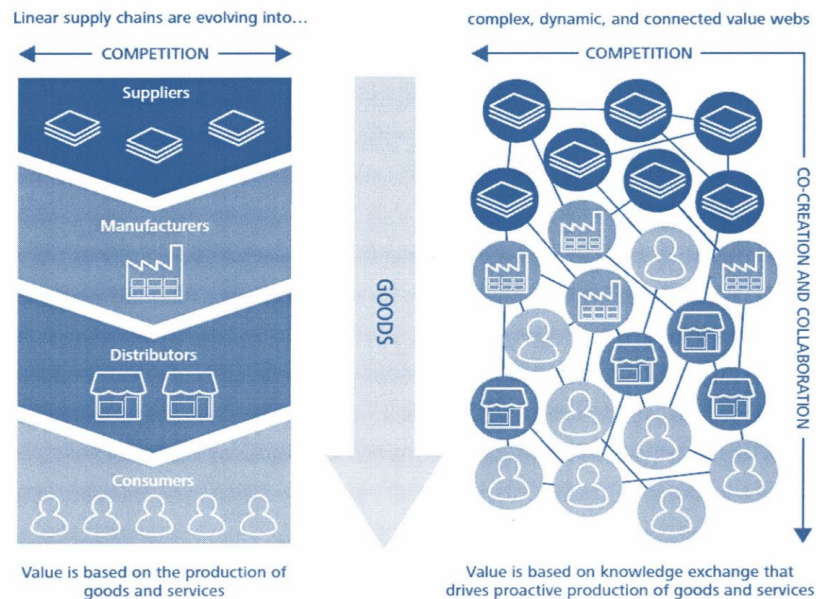 Linear supply chains are evolving into...
COMPETITION
Suppliers
Manufacturers
Distributors
Consumers
Value is based on the production of
goods and services
GOODS
complex, dynamic, and connected value webs
COMPETITION
CO-CREATION AND COLLABORATION
Value is based on knowledge exchange that
drives proactive production of goods and services